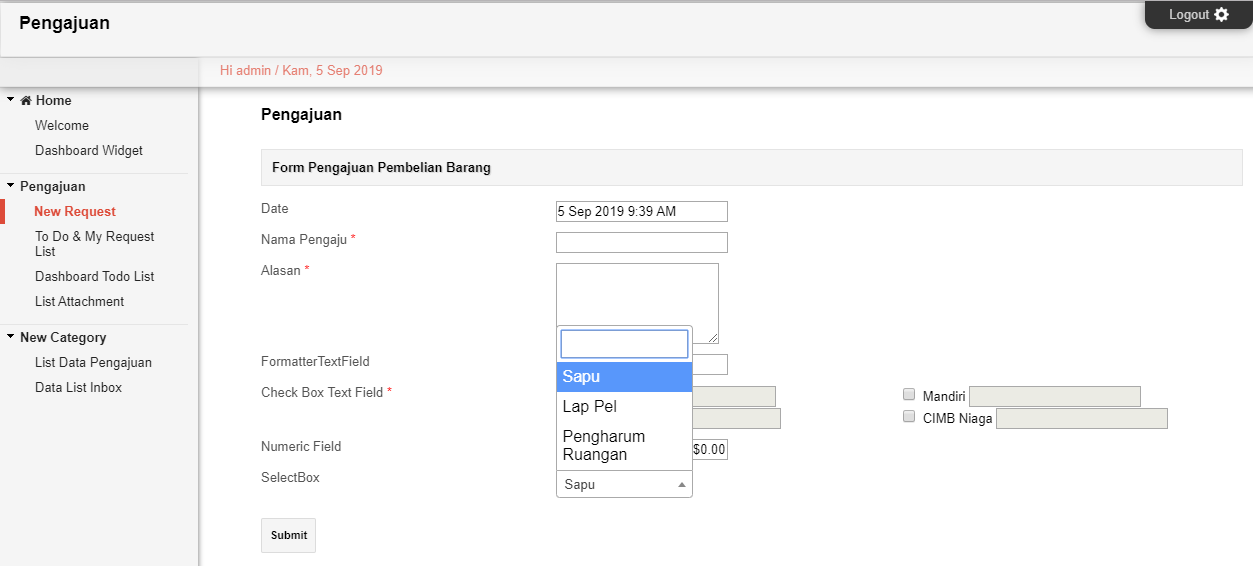 Pengajuan
Logout
Hi admin / Kam, 5 Sep 2019
Home
Welcome
Dashboard Widget
Pengajuan
New Request
To Do & My Request
List
Dashboard Todo List
List Attachment
New Category
List Data Pengajuan
Data List Inbox
Pengajuan
Form Pengajuan Pembelian Barang
Date
5 Sep 2019 9:39 AM
Nama Pengaju *
Alasan *
FormatterTextField
Check Box Text Field *
Mandiri
CIMB Niaga
Numeric Field
$0.00
SelectBox
Sapu
Lap Pel
Pengharum
Ruangan
Sapu
Submit